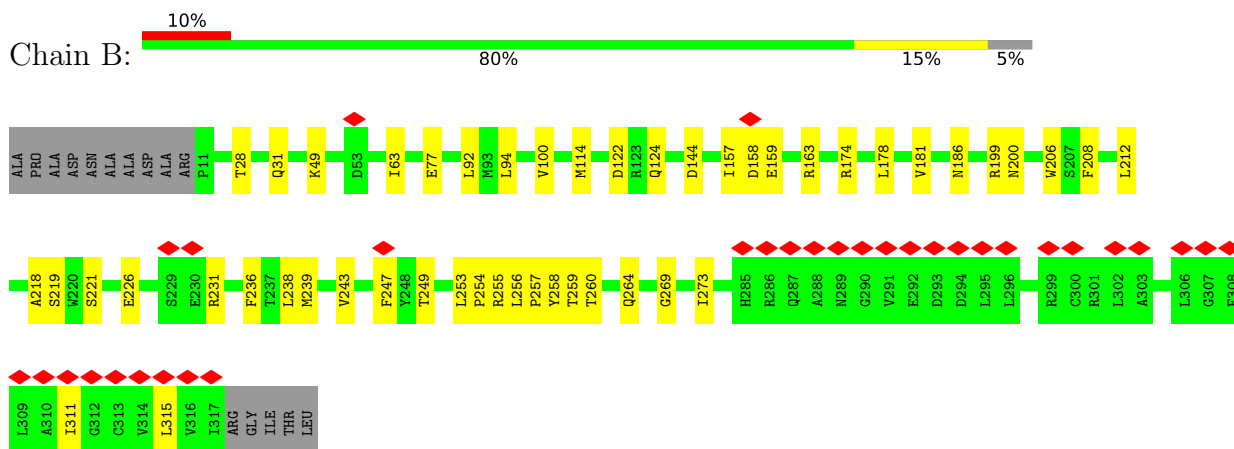 10%
Chain B:
80% 15% 5%
ALA PRO ALA ALA ASP ASN ALA ALA ASP ALA ARG P11 T28 Q31 K49 D53 I63 E77 L92 M93 L94 V100 M114 D122 R123 Q124 D144 I157 D158 E159 R163 R174 L178 V181 N186 R199 N200 W206 S207 F208 L212
A218 S219 W220 S221 E226 S229 E230 R231 F236 T237 L238 M239 V243 F247 Y248 T249 L253 P254 R255 L256 P257 Y258 T259 T260 Q264 G269 I273 H285 R286 Q287 A288 N289 G290 V291 E292 D293 D294 L295 L296 R299 C300 R301 L302 A303 L306 G307
L309 A310 I311 G312 C313 V314 L315 V316 I317 ARG GLY ILE THR LEU